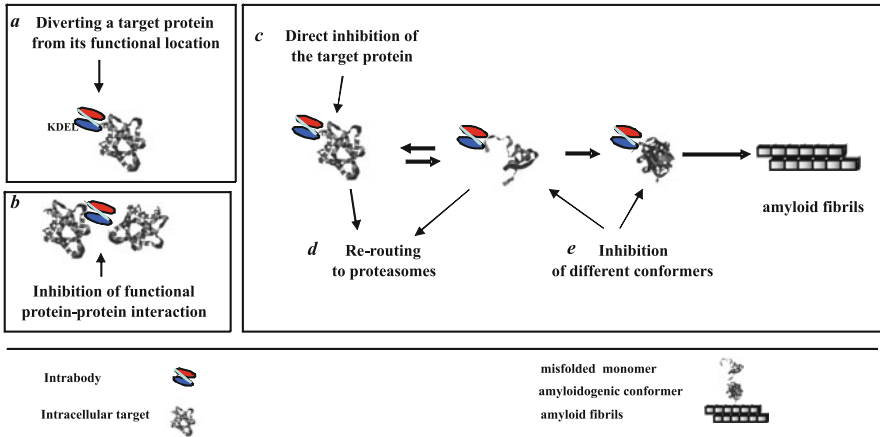 a Diverting a target protein
from its functional location
KDEL
b
Inhibition of functional
protein-protein interaction
c Direct inhibition of
the target protein
amyloid fibrils
d Re-routing
to proteasomes
e Inhibition
of different conformers
Intrabody
Intracellular target
misfolded monomer
amyloidogenic conformer
amyloid fibrils